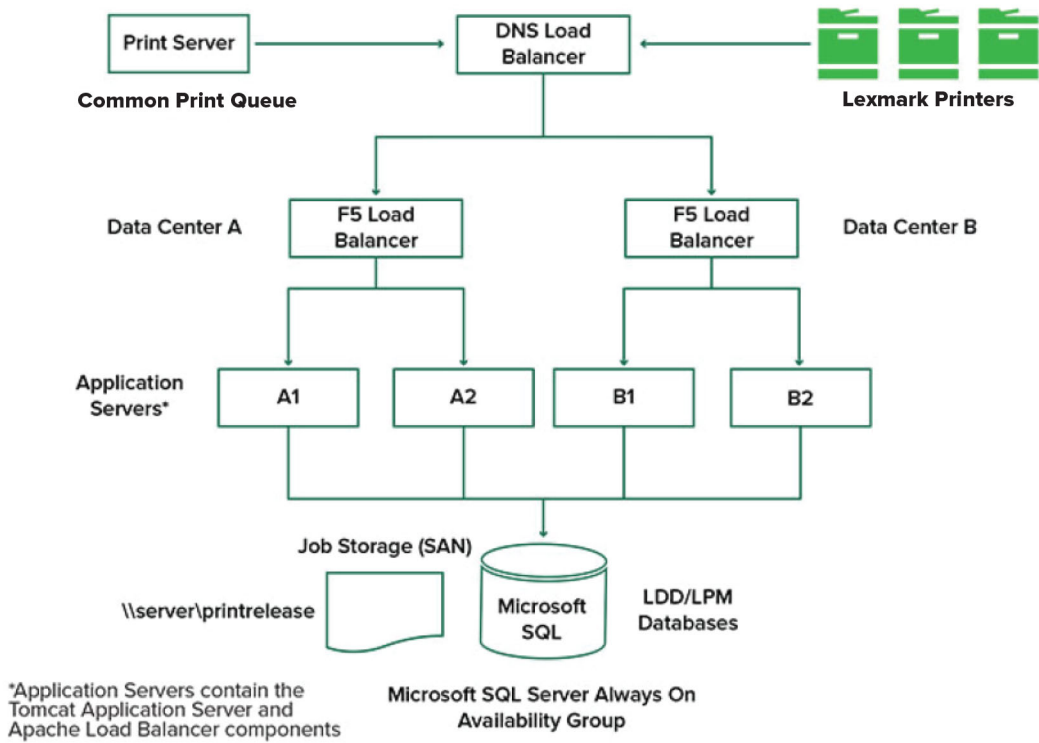 Print Server
DNS Load
Balancer
Common Print Queue
Lexmark Printers
Data Center A
F5 Load
Balancer
F5 Load
Balancer
Data Center B
Application
Servers*
A1
A2
B1
B2
Job Storage (SAN)
\\server\printrelease
Microsoft
SQL
LDD/LPM
Databases
*Application Servers contain the
Tomcat Application Server and
Apache Load Balancer components
Microsoft SQL Server Always On
Availability Group